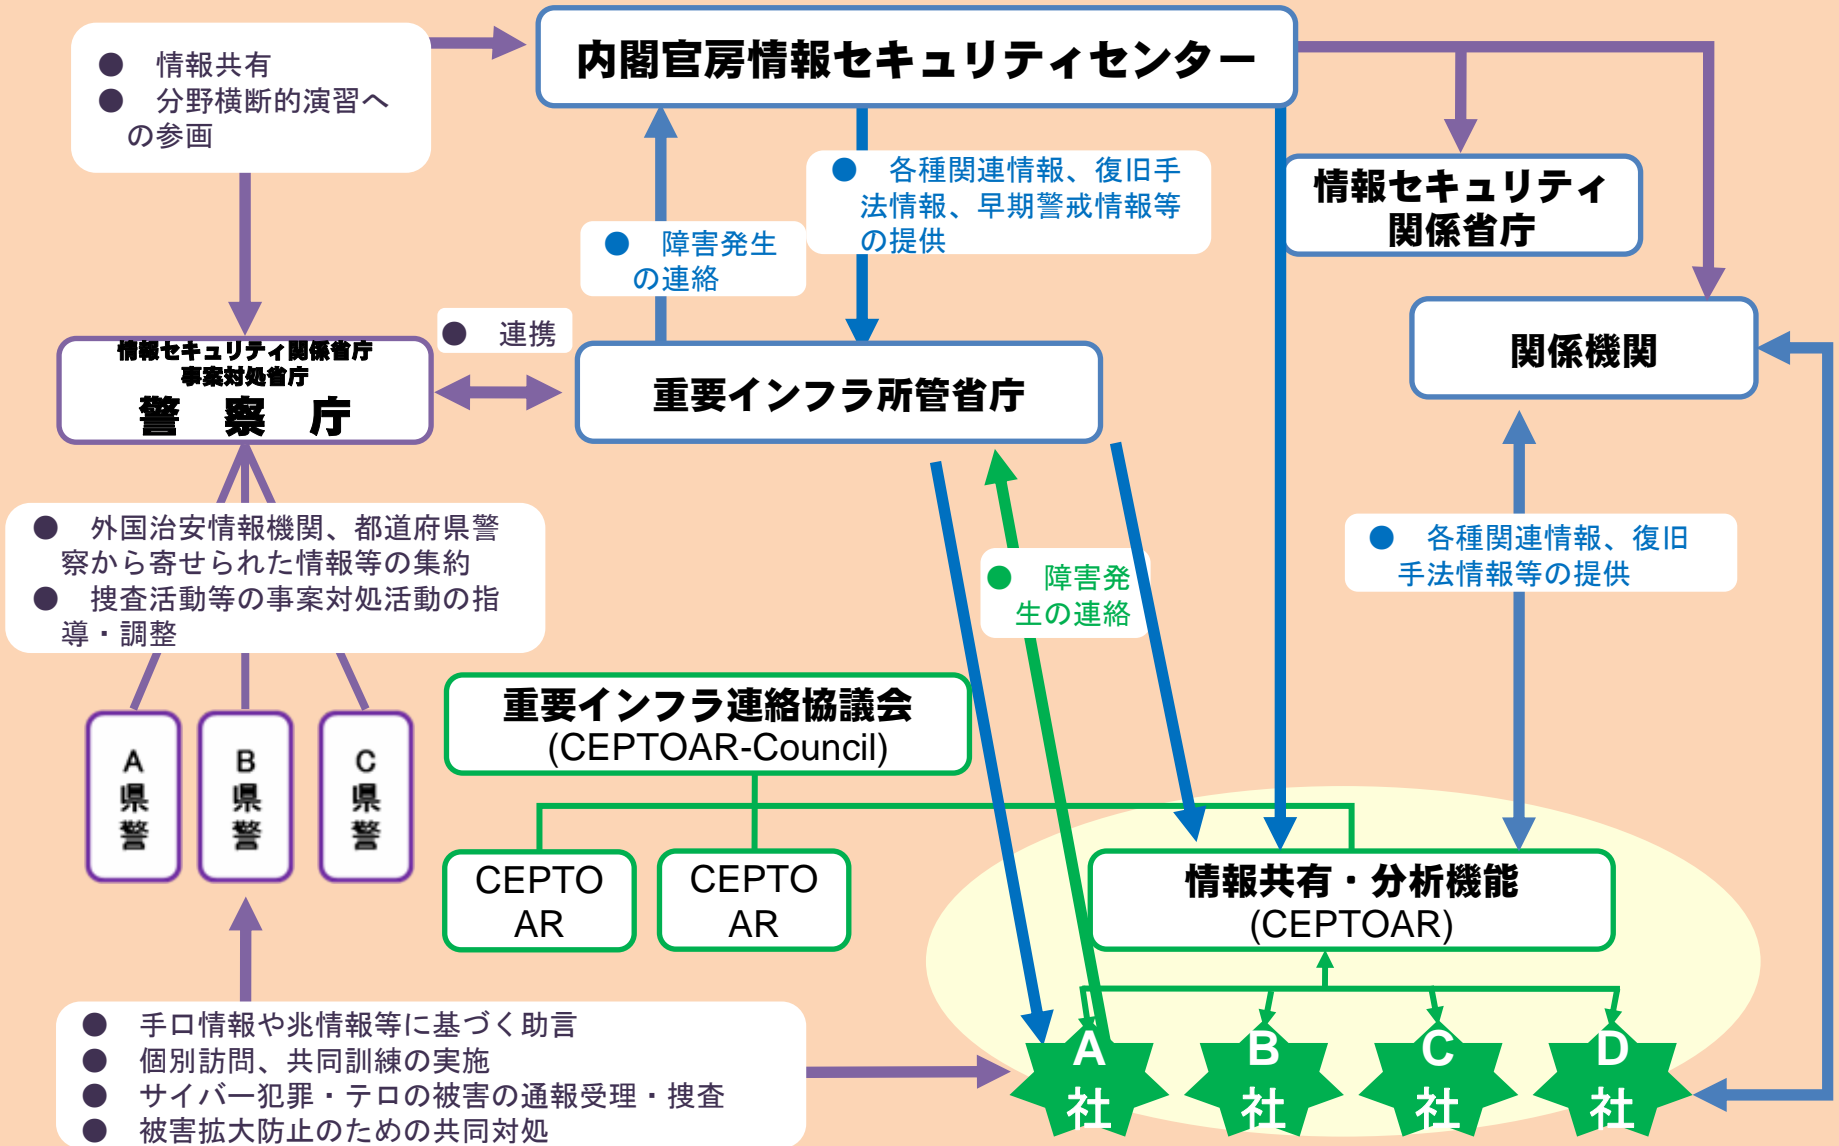 内閣官房情報セキュリティセンター
● 情報共有
● 分野横断的演習へ
の参画
● 各種関連情報、復旧手
法情報、早期警戒情報等
の提供
情報セキュリティ
関係省庁
● 障害発生
の連絡
● 連携
情報セキュリティ関係省庁
事案対処省庁
警 察 庁
重要インフラ所管省庁
関係機関
● 外国治安情報機関、都道府県警
察から寄せられた情報等の集約
● 捜査活動等の事案対処活動の指
導・調整
● 障害発
生の連絡
● 各種関連情報、復旧
手法情報等の提供
重要インフラ連絡協議会
(CEPTOAR-Council)
A
県
警
B
県
警
C
県
警
CEPTO
AR
CEPTO
AR
情報共有・分析機能
(CEPTOAR)
● 手口情報や兆情報等に基づく助言
● 個別訪問、共同訓練の実施
● サイバー犯罪・テロの被害の通報受理・捜査
● 被害拡大防止のための共同対処
A
社
B
社
C
社
D
社